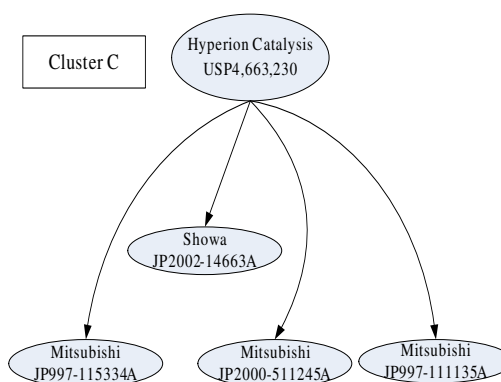 Cluster C
Hyperion Catalysis
USP4,663,230
Showa
JP2002-14663A
Mitsubishi
JP997-115334A
Mitsubishi
JP2000-511245A
Mitsubishi
JP997-111135A